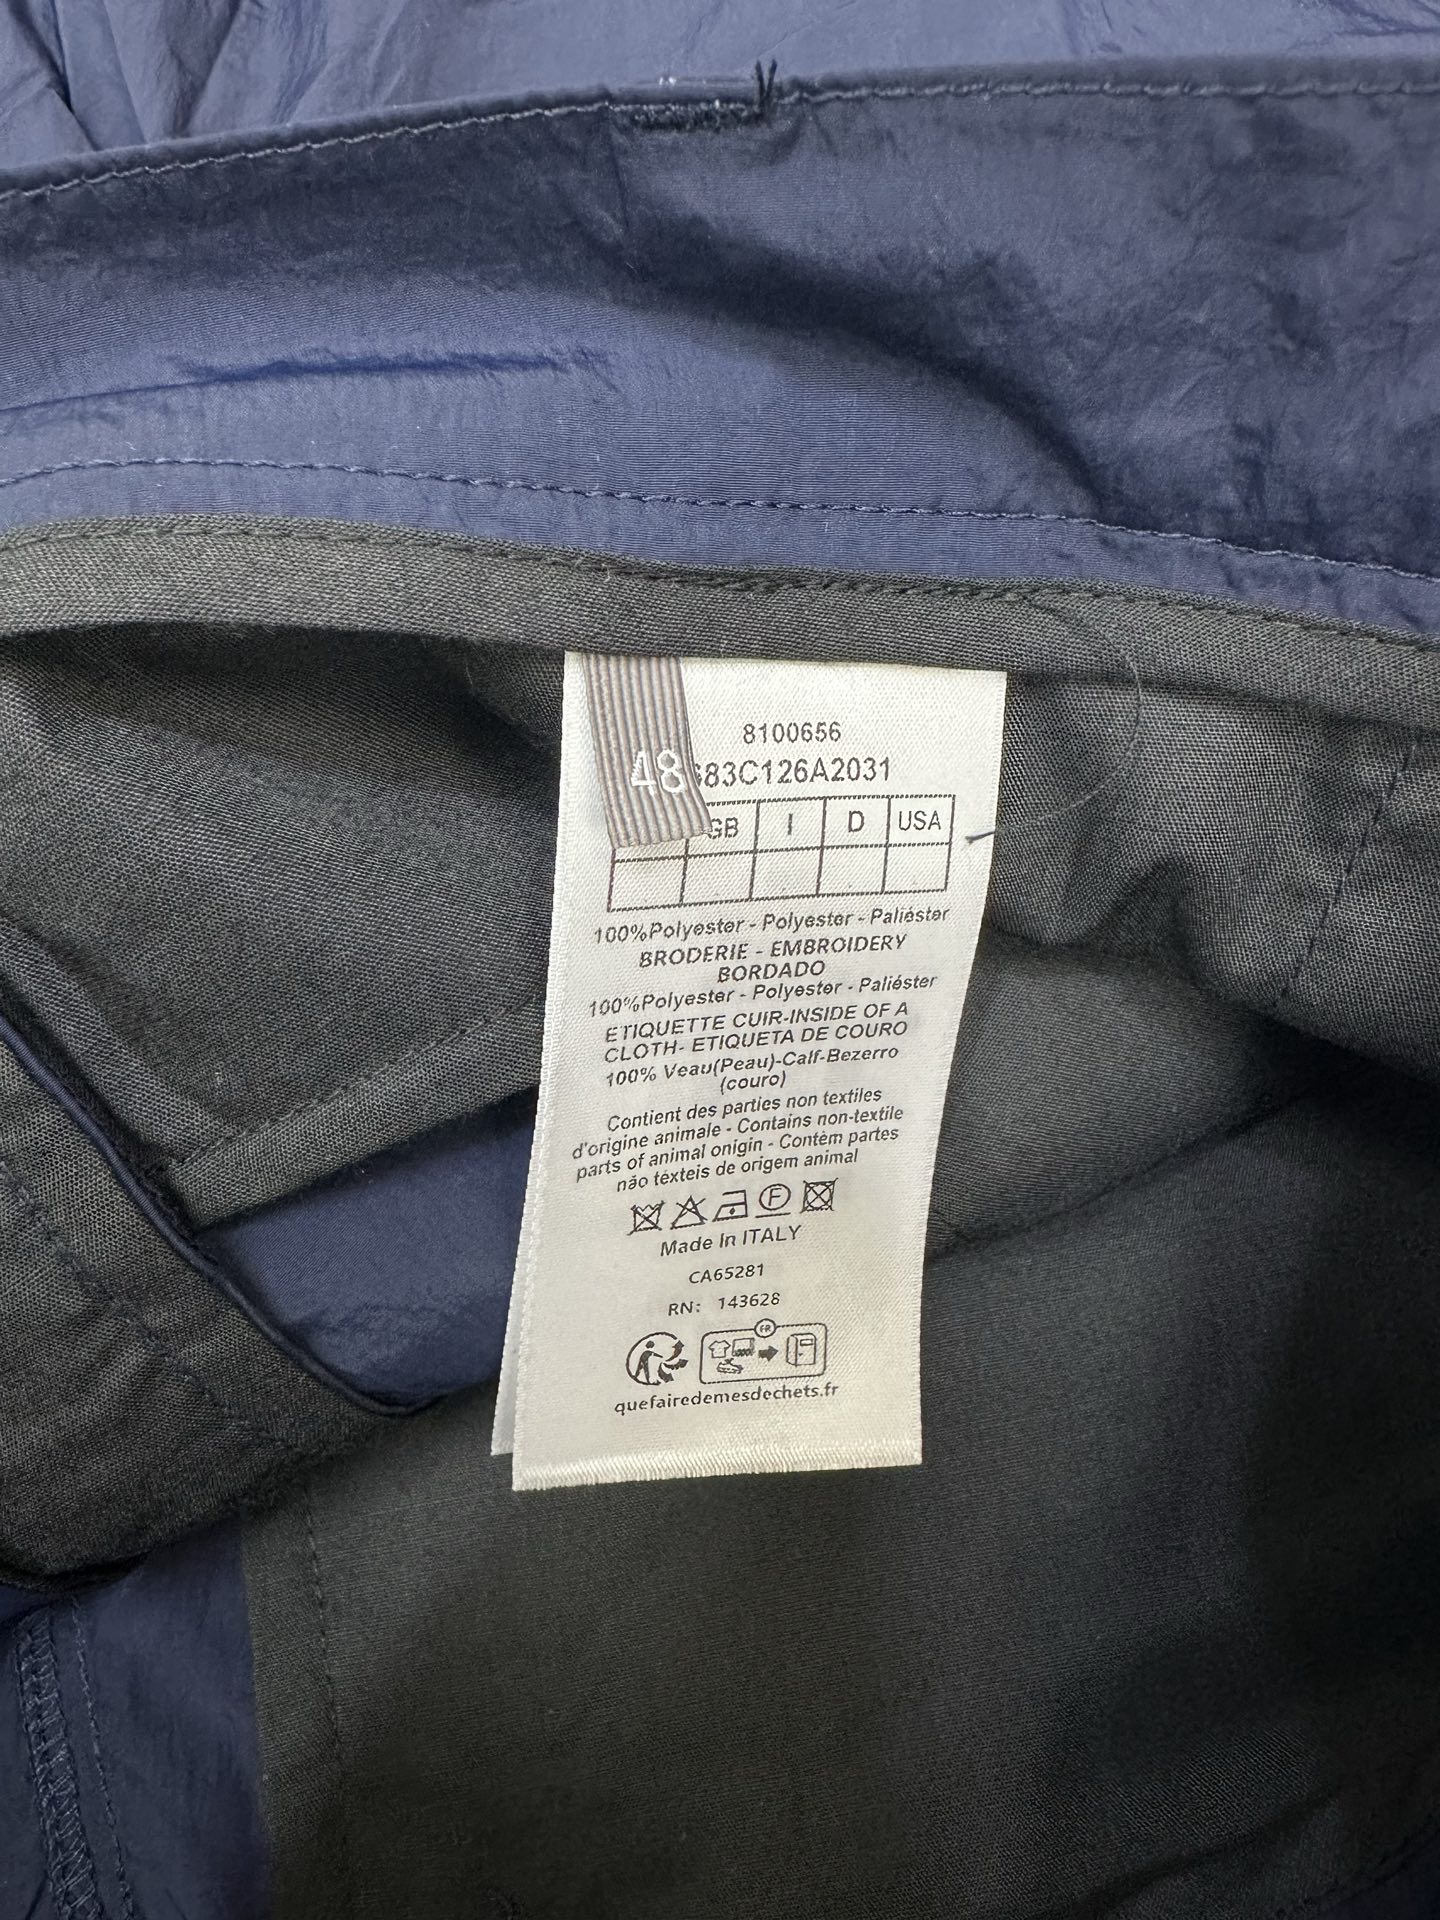 8100656
48
83C126A2031
GB I D USA
100%Polyester - Polyester - Paliéster
BRODERIE - EMBROIDERY
BORDADO
100%Polyester - Polyester - Paliéster
ETIQUETTE CUIR-INSIDE OF A
CLOTH- ETIQUETA DE COURO
100% Veau(Peau)-Calf-Bezerro
(couro)
Contient des parties non textiles
d'origine animale - Contains non-textile
parts of animal onigin - Contèm partes
não têxteis de origem animal
F
Made In ITALY
CA65281
RN: 143628
FR
quefairedemesdechets.fr